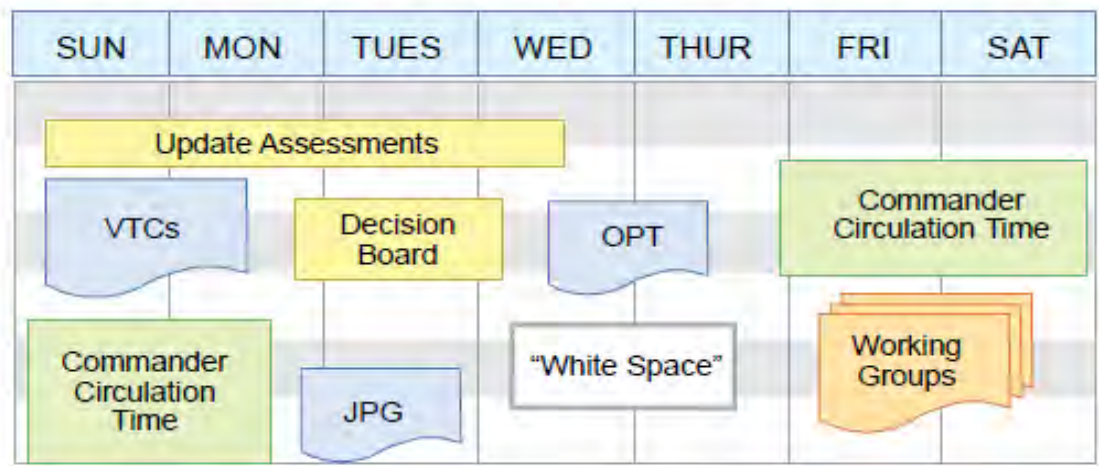 SUN MON TUES WED THUR FRI SAT
Update Assessments
VTCs
Decision
Board
OPT
Commander
Circulation Time
Commander
Circulation
Time
JPG
“White Space”
Working
Groups